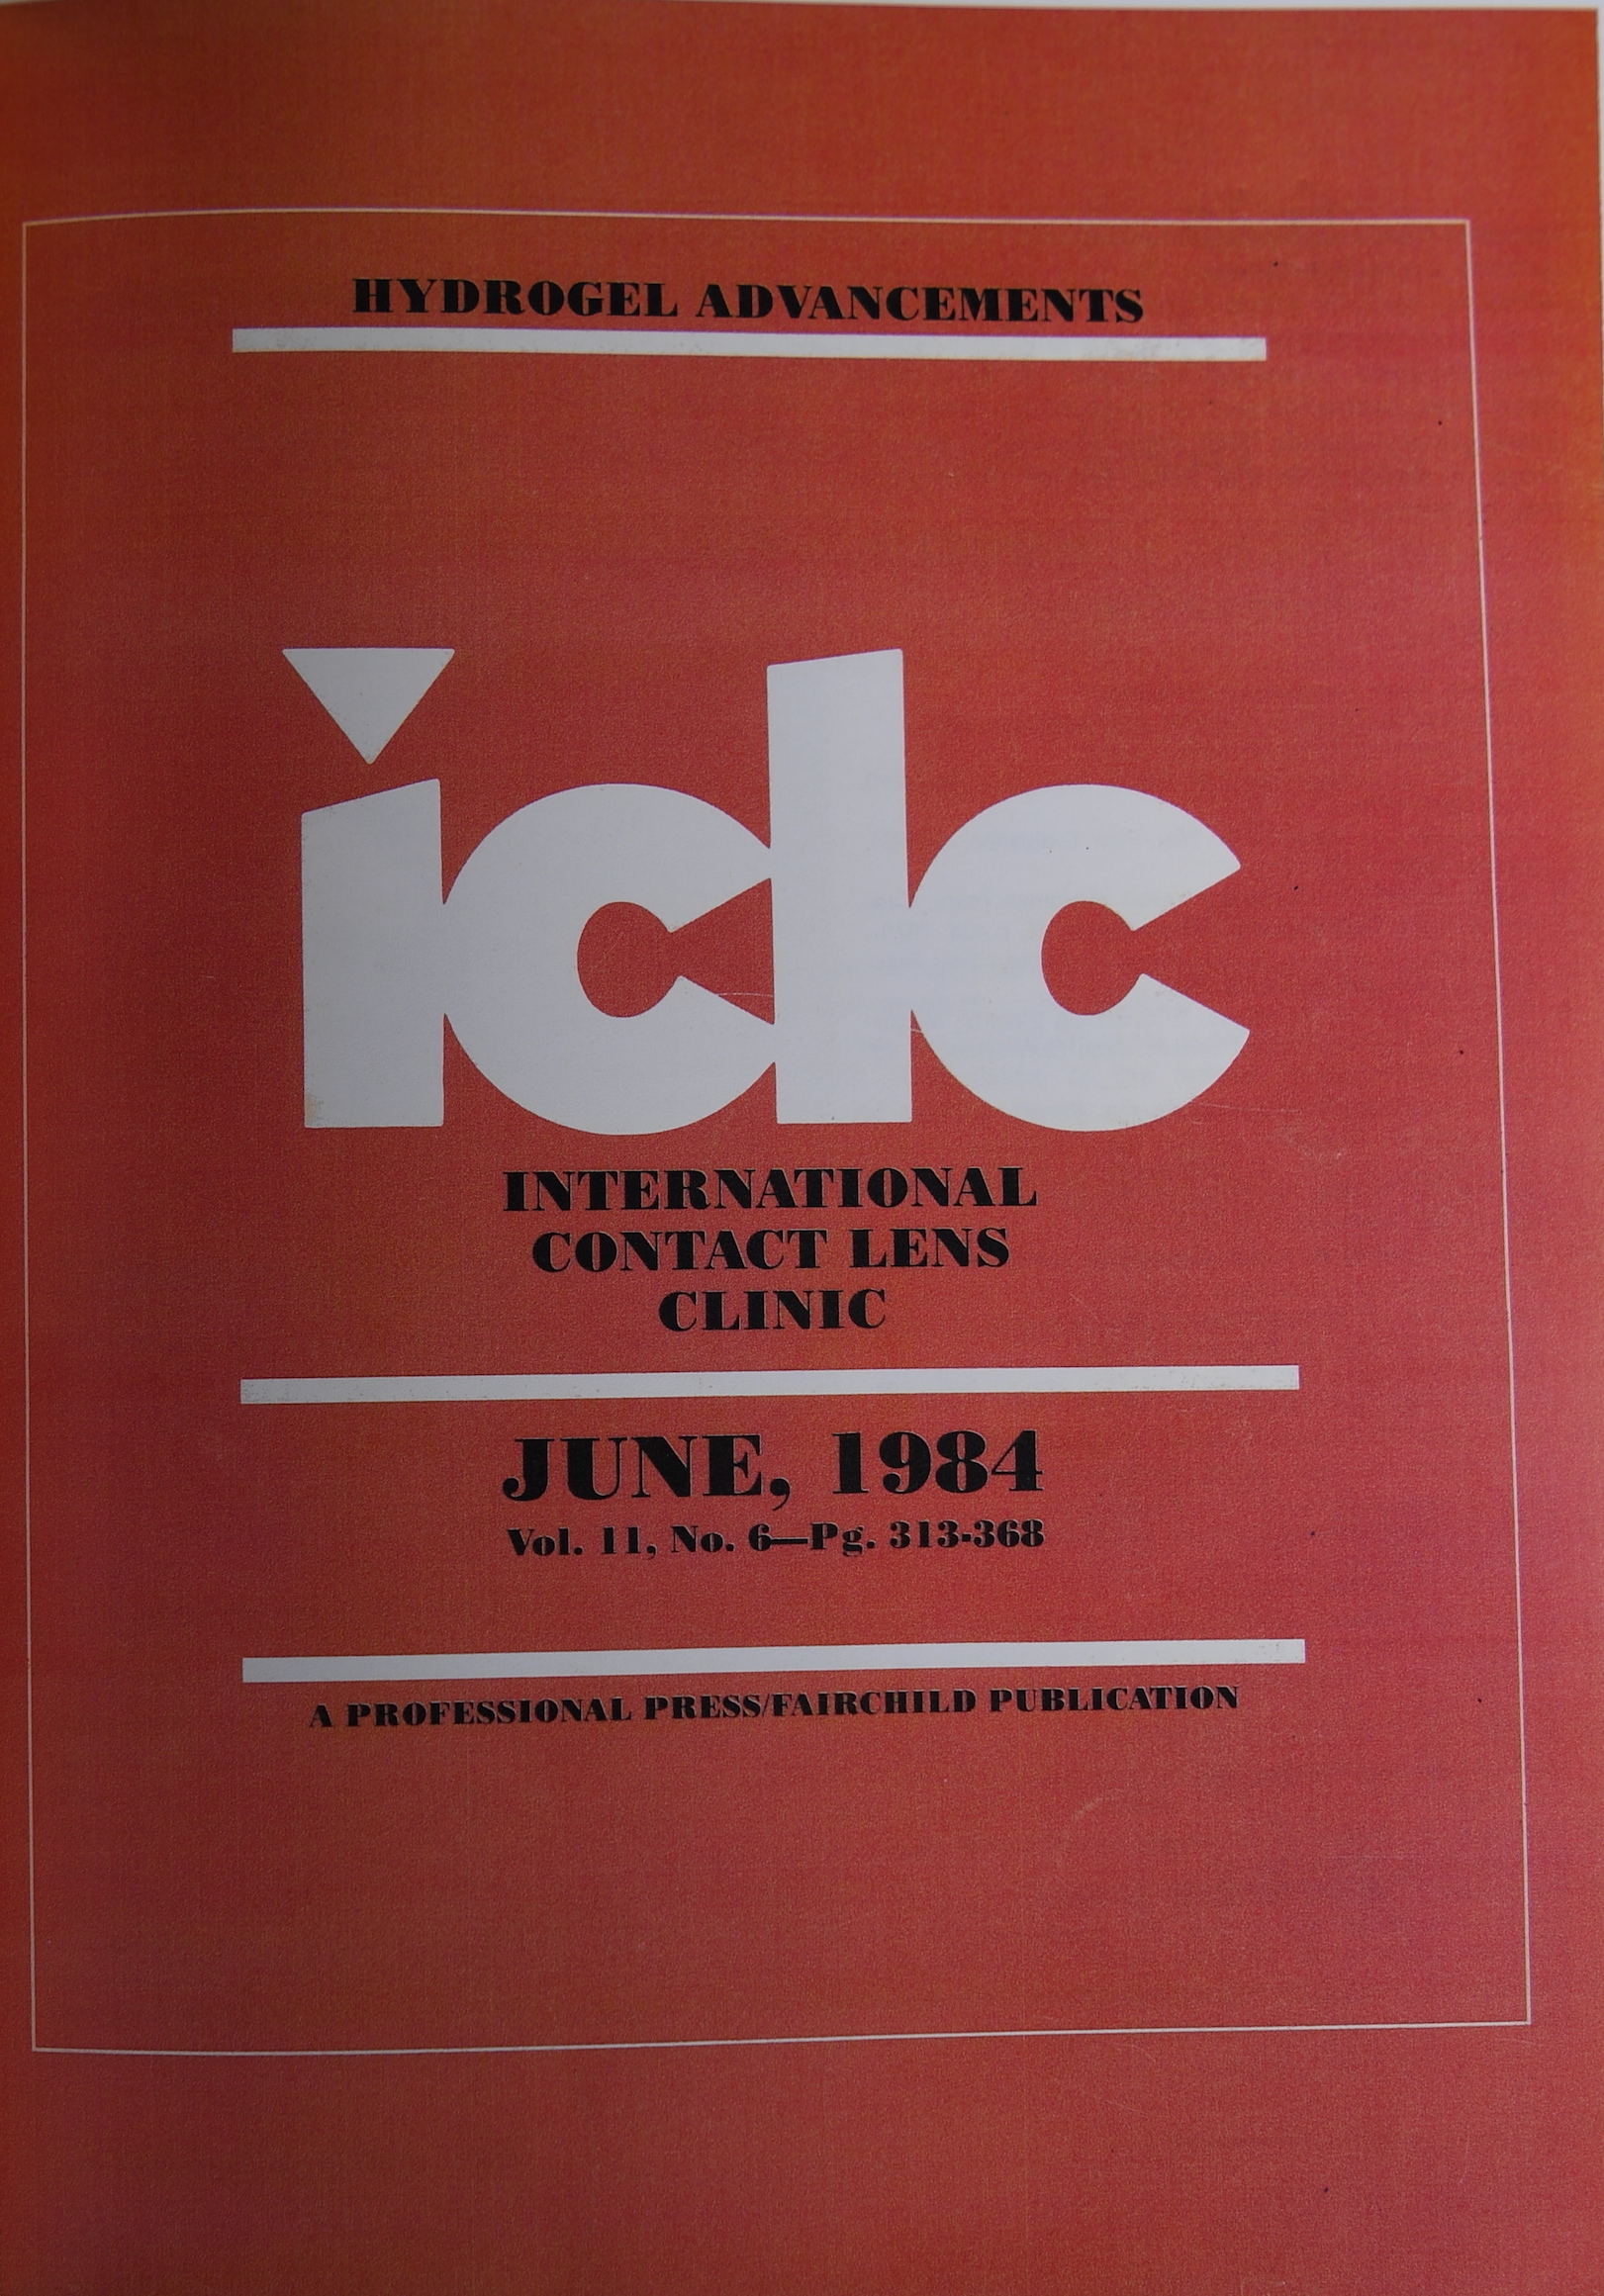 HYDROGEL ADVANCEMENTS
iclc
INTERNATIONAL
CONTACT LENS
CLINIC
JUNE, 1984
Vol. 11, No. 6—Pg. 313-368
A PROFESSIONAL PRESS/FAIRCHILD PUBLICATION